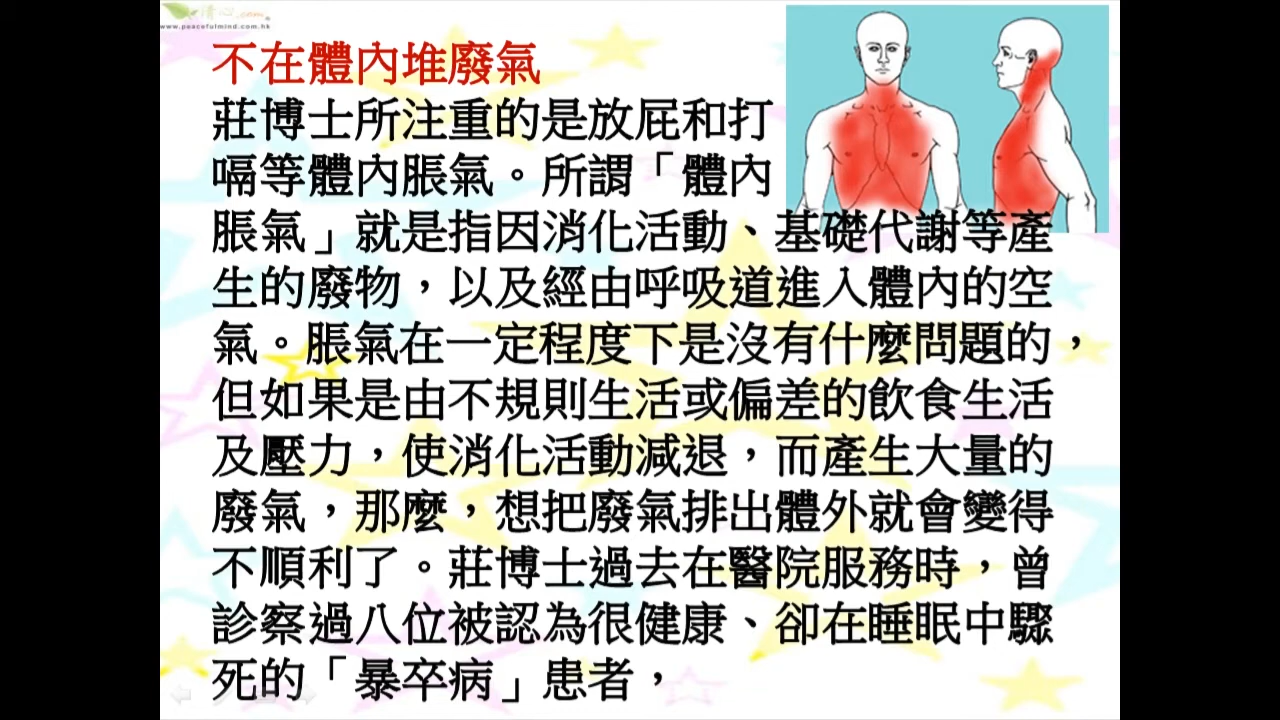 清心.com
www.peacefulmind.com.hk
不在體內堆廢氣
莊博士所注重的是放屁和打
嗝等體內脹氣。所謂「體內
脹氣」就是指因消化活動、基礎代謝等產
生的廢物，以及經由呼吸道進入體內的空
氣。脹氣在一定程度下是沒有什麼問題的，
但如果是由不規則生活或偏差的飲食生活
及壓力，使消化活動減退，而產生大量的
廢氣，那麼，想把廢氣排出體外就會變得
不順利了。莊博士過去在醫院服務時，曾
診察過八位被認為很健康、卻在睡眠中驟
死的「暴卒病」患者，